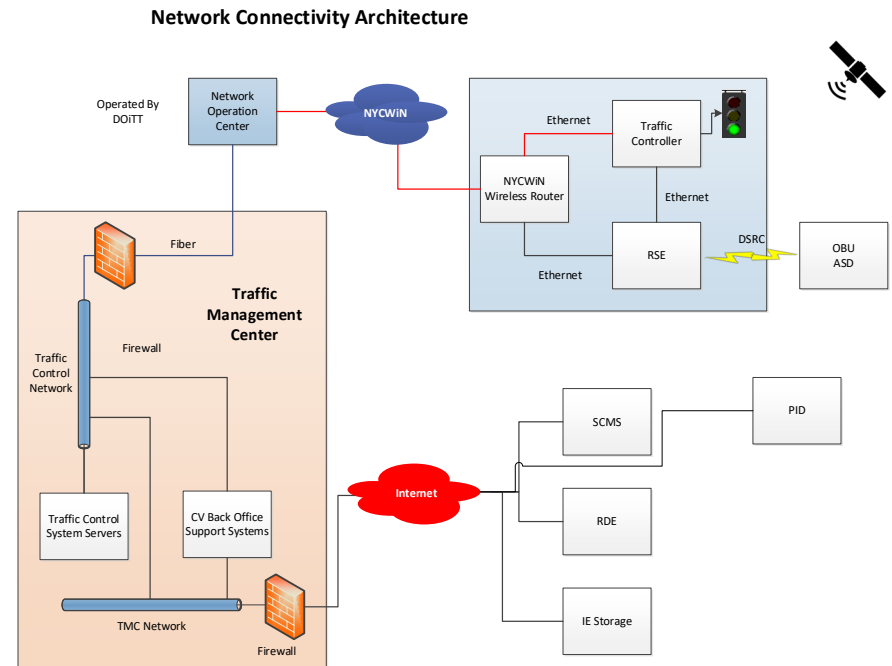 Network Connectivity Architecture
Operated By
DOiTT
Network
Operation
Center
NYCWiN
Ethernet
Traffic
Controller
NYCWiN
Wireless Router
Ethernet
RSE
Ethernet
DSRC
OBU
ASD
Fiber
Traffic
Management
Center
Firewall
Traffic
Control
Network
Traffic Control
System Servers
CV Back Office
Support Systems
TMC Network
Firewall
Internet
SCMS
PID
RDE
IE Storage